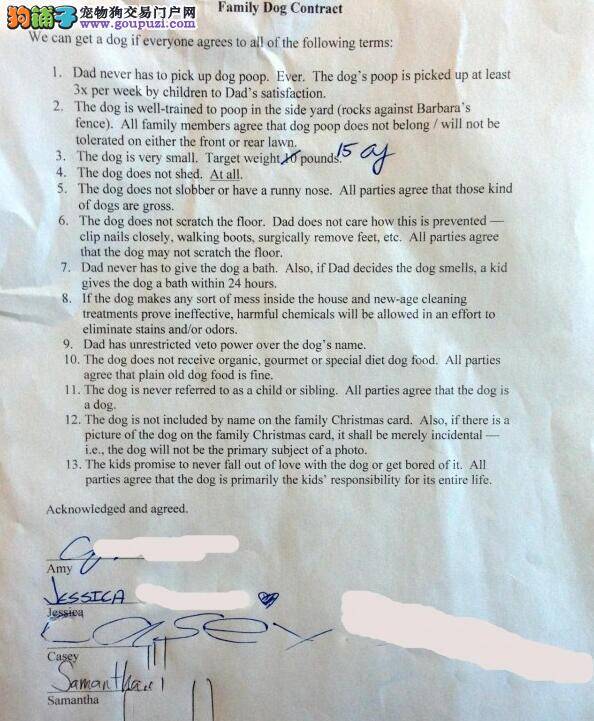 狗铺子 宠物狗交易门户网
www.goupuzi.com
Family Dog Contract
We can get a dog if everyone agrees to all of the following terms:
1. Dad never has to pick up dog poop. Ever. The dog's poop is picked up at least
3x per week by children to Dad's satisfaction.
2. The dog is well-trained to poop in the side yard (rocks against Barbara's
fence). All family members agree that dog poop does not belong / will not be
tolerated on either the front or rear lawn.
3. The dog is very small. Target weight 10 pounds. 15
4. The dog does not shed. At all.
5. The dog does not slobber or have a runny nose. All parties agree that those kind
of dogs are gross.
6. The dog does not scratch the floor. Dad does not care how this is prevented —
clip nails closely, walking boots, surgically remove feet, etc. All parties agree
that the dog may not scratch the floor.
7. Dad never has to give the dog a bath. Also, if Dad decides the dog smells, a kid
gives the dog a bath within 24 hours.
8. If the dog makes any sort of mess inside the house and new-age cleaning
treatments prove ineffective, harmful chemicals will be allowed in an effort to
eliminate stains and/or odors.
9. Dad has unrestricted veto power over the dog's name.
10. The dog does not receive organic, gourmet or special diet dog food. All parties
agree that plain old dog food is fine.
11. The dog is never referred to as a child or sibling. All parties agree that the dog is
a dog.
12. The dog is not included by name on the family Christmas card. Also, if there is a
picture of the dog on the family Christmas card, it shall be merely incidental —
i.e., the dog will not be the primary subject of a photo.
13. The kids promise to never fall out of love with the dog or get bored of it. All
parties agree that the dog is primarily the kids' responsibility for its entire life.
Acknowledged and agreed.
Amy
JESSICA
Jessica
Casey
Casey
Samantha
Samantha